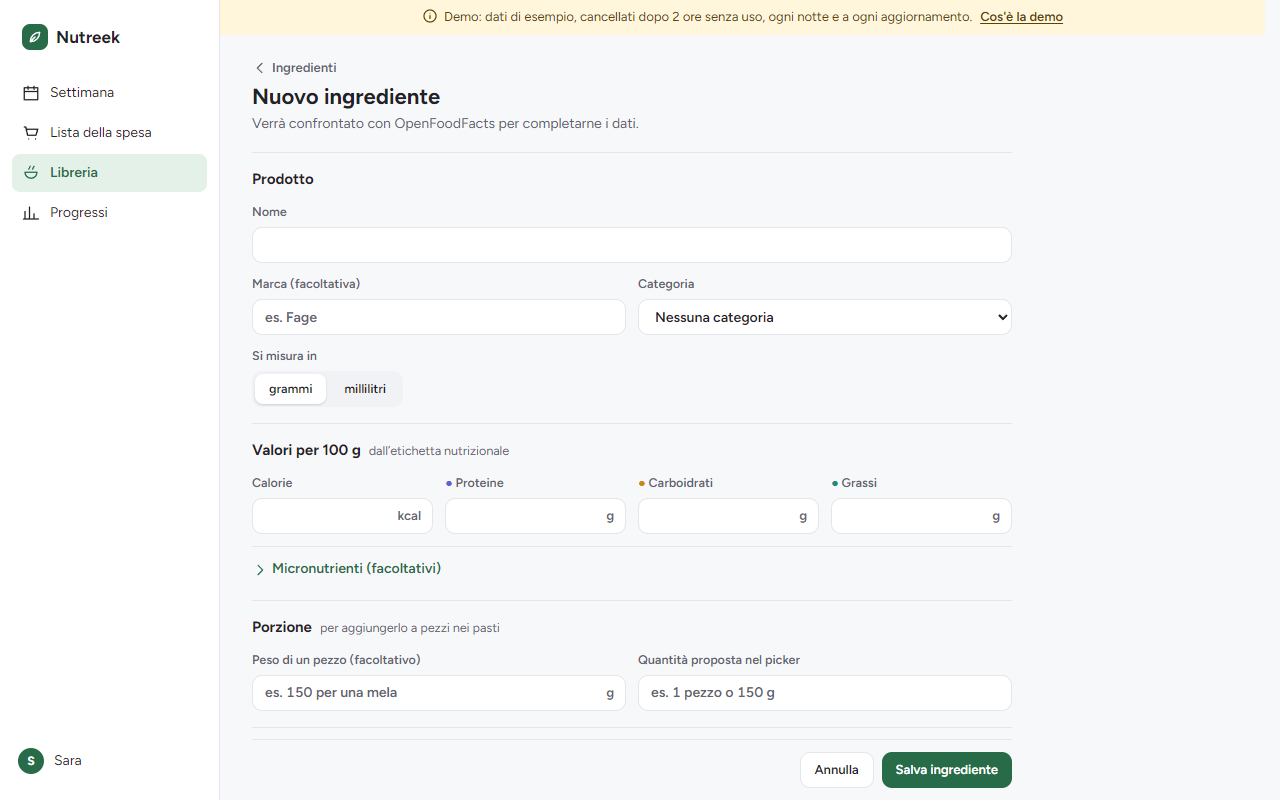 Nutreek
Demo: dati di esempio, cancellati dopo 2 ore senza uso, ogni notte e a ogni aggiornamento. Cos'è la demo
Settimana
Lista della spesa
Libreria
Progressi
Sara
S
Ingredienti
Nuovo ingrediente
Verrà confrontato con OpenFoodFacts per completarne i dati.
Prodotto
Nome
Marca (facoltativa)
Categoria
es. Fage
Nessuna categoria
Si misura in
grammi
millilitri
Valori per 100 g dall'etichetta nutrizionale
Calorie
Proteine
Carboidrati
Grassi
kcal
g
g
g
Micronutrienti (facoltativi)
Porzione per aggiungerlo a pezzi nei pasti
Peso di un pezzo (facoltativo)
Quantità proposta nel picker
es. 150 per una mela
g
es. 1 pezzo o 150 g
Annulla
Salva ingrediente